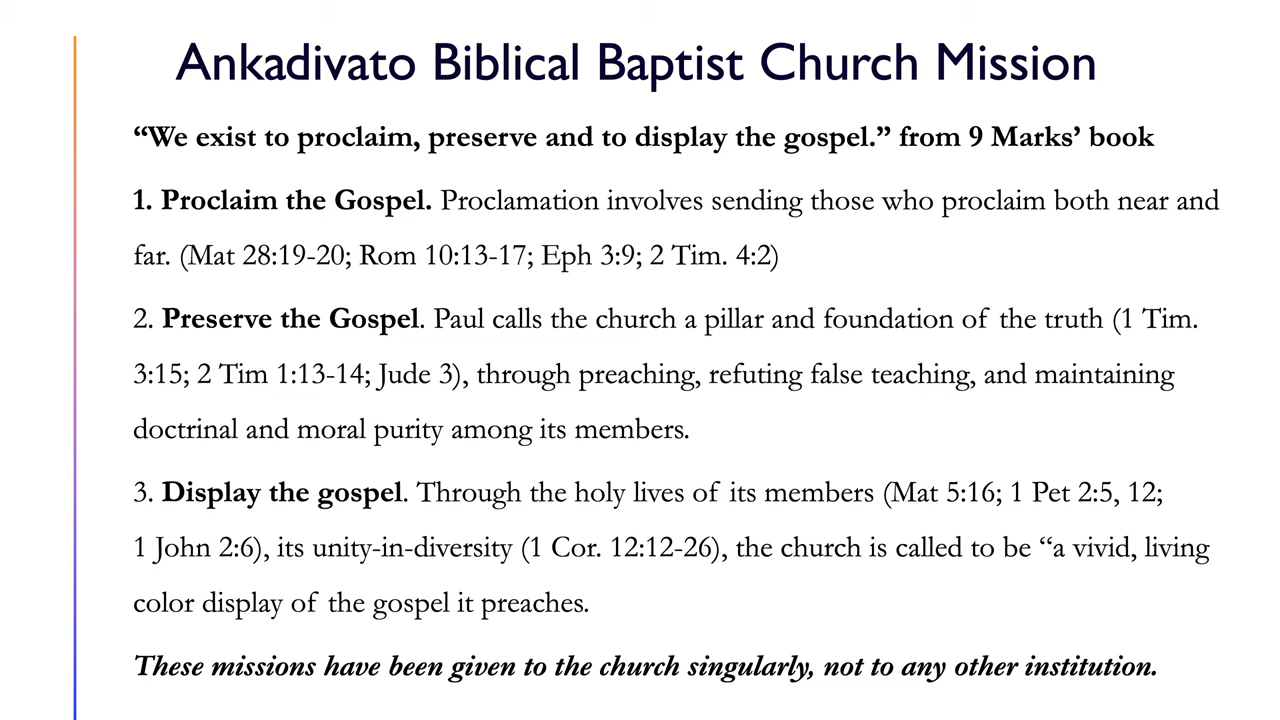 Ankadivato Biblical Baptist Church Mission
“We exist to proclaim, preserve and to display the gospel.” from 9 Marks’ book
1. Proclaim the Gospel. Proclamation involves sending those who proclaim both near and
far. (Mat 28:19-20; Rom 10:13-17; Eph 3:9; 2 Tim. 4:2)
2. Preserve the Gospel. Paul calls the church a pillar and foundation of the truth (1 Tim.
3:15; 2 Tim 1:13-14; Jude 3), through preaching, refuting false teaching, and maintaining
doctrinal and moral purity among its members.
3. Display the gospel. Through the holy lives of its members (Mat 5:16; 1 Pet 2:5, 12;
1 John 2:6), its unity-in-diversity (1 Cor. 12:12-26), the church is called to be “a vivid, living
color display of the gospel it preaches.
These missions have been given to the church singularly, not to any other institution.